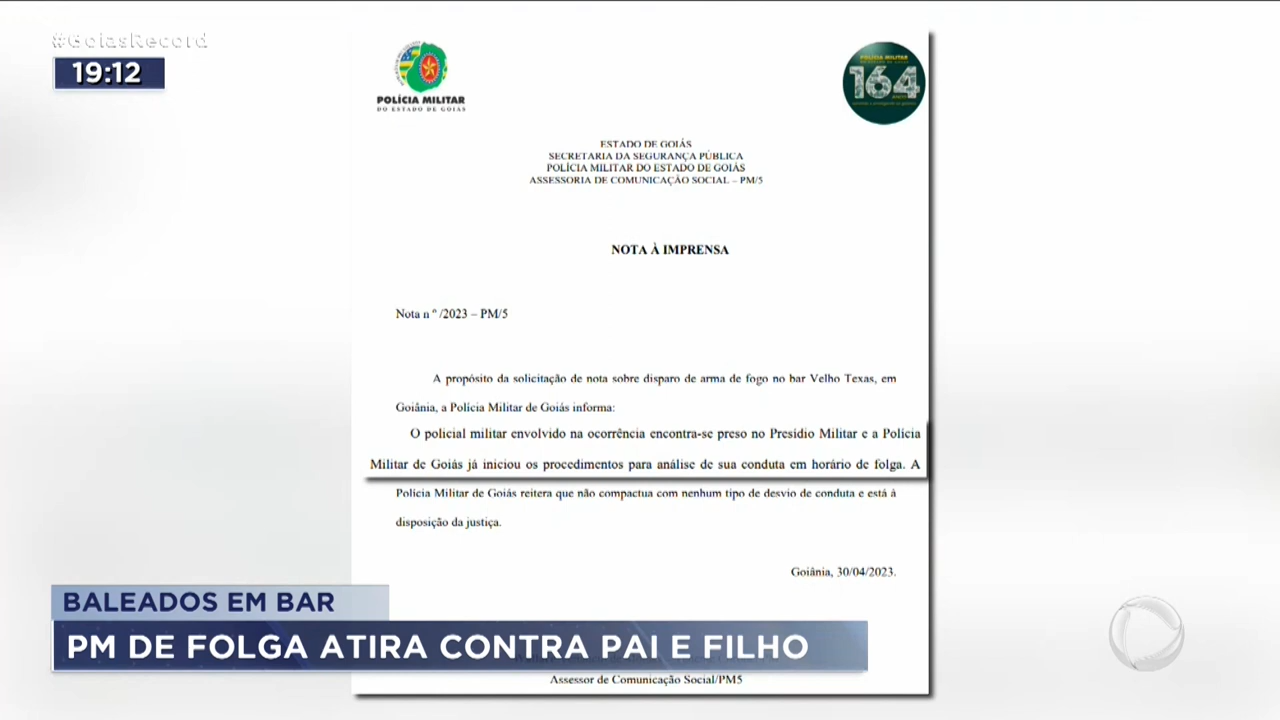 #GoiasRecord
19:12
POLÍCIA MILITAR
DO ESTADO DE GOIÁS
POLÍCIA MILITAR
164
ESTADO DE GOIÁS
SECRETARIA DA SEGURANÇA PÚBLICA
POLÍCIA MILITAR DO ESTADO DE GOIÁS
ASSESSORIA DE COMUNICAÇÃO SOCIAL – PM/5
NOTA À IMPRENSA
Nota n º /2023 – PM/5
A propósito da solicitação de nota sobre disparo de arma de fogo no bar Velho Texas, em
Goiânia, a Polícia Militar de Goiás informa:
O policial militar envolvido na ocorrência encontra-se preso no Presídio Militar e a Polícia
Militar de Goiás já iniciou os procedimentos para análise de sua conduta em horário de folga. A
Polícia Militar de Goiás reitera que não compactua com nenhum tipo de desvio de conduta e está à
disposição da justiça.
Goiânia, 30/04/2023.
BALEADOS EM BAR
PM DE FOLGA ATIRA CONTRA PAI E FILHO
Assessor de Comunicação Social/PM5